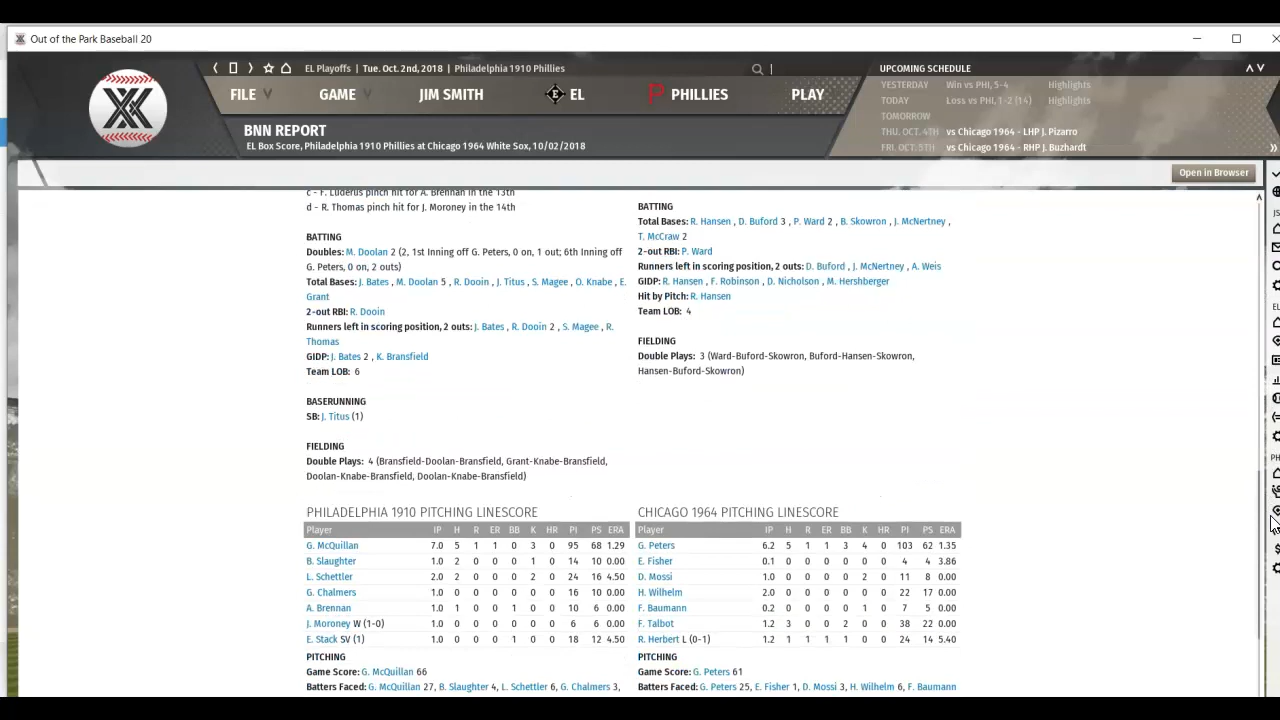 Out of the Park Baseball 20
EL Playoffs | Tue. Oct. 2nd, 2018 | Philadelphia 1910 Phillies
UPCOMING SCHEDULE
YESTERDAY Win vs PHI, 5-4 Highlights
TODAY Loss vs PHI, 1-2 (14) Highlights
TOMORROW
THU. OCT. 4TH vs Chicago 1964 - LHP J. Pizarro
FRI. OCT. 5TH vs Chicago 1964 - RHP J. Buzhardt
FILE GAME JIM SMITH EL PHILLIES PLAY
BNN REPORT
EL Box Score, Philadelphia 1910 Phillies at Chicago 1964 White Sox, 10/02/2018
Open in Browser
c - F. Luderus pinch hit for A. Brennan in the 13th
d - R. Thomas pinch hit for J. Moroney in the 14th
BATTING
Doubles: M. Doolan 2 (2, 1st Inning off G. Peters, 0 on, 1 out; 6th Inning off
G. Peters, 0 on, 2 outs)
Total Bases: J. Bates , M. Doolan 5 , R. Dooin , J. Titus , S. Magee , O. Knabe , E.
Grant
2-out RBI: R. Dooin
Runners left in scoring position, 2 outs: J. Bates , R. Dooin 2 , S. Magee , R.
Thomas
GIDP: J. Bates 2 , K. Bransfield
Team LOB: 6
BASERUNNING
SB: J. Titus (1)
FIELDING
Double Plays: 4 (Bransfield-Doolan-Bransfield, Grant-Knabe-Bransfield,
Doolan-Knabe-Bransfield, Doolan-Knabe-Bransfield)
BATTING
Total Bases: R. Hansen , D. Buford 3 , P. Ward 2 , B. Skowron , J. McNertney ,
T. McCraw 2
2-out RBI: P. Ward
Runners left in scoring position, 2 outs: D. Buford , J. McNertney , A. Weis
GIDP: R. Hansen , F. Robinson , D. Nicholson , M. Hershberger
Hit by Pitch: R. Hansen
Team LOB: 4
FIELDING
Double Plays: 3 (Ward-Buford-Skowron, Buford-Hansen-Skowron,
Hansen-Buford-Skowron)
PHILADELPHIA 1910 PITCHING LINESCORE
Player IP H R ER BB K HR PI PS ERA
G. McQuillan 7.0 5 1 1 0 3 0 95 68 1.29
B. Slaughter 1.0 2 0 0 0 1 0 14 10 0.00
L. Schettler 2.0 2 0 0 0 2 0 24 16 4.50
G. Chalmers 1.0 0 0 0 0 0 0 16 10 0.00
A. Brennan 1.0 1 0 0 1 0 0 10 6 0.00
J. Moroney W (1-0) 1.0 0 0 0 0 0 0 6 6 0.00
E. Stack SV (1) 1.0 0 0 0 1 0 0 18 12 4.50
PITCHING
Game Score: G. McQuillan 66
Batters Faced: G. McQuillan 27, B. Slaughter 4, L. Schettler 6, G. Chalmers 3,
CHICAGO 1964 PITCHING LINESCORE
Player IP H R ER BB K HR PI PS ERA
G. Peters 6.2 5 1 1 3 4 0 103 62 1.35
E. Fisher 0.1 0 0 0 0 0 0 4 4 3.86
D. Mossi 1.0 0 0 0 0 2 0 11 8 0.00
H. Wilhelm 2.0 0 0 0 0 0 0 22 17 0.00
F. Baumann 0.2 0 0 0 0 1 0 7 5 0.00
F. Talbot 1.2 3 0 0 2 0 0 38 22 0.00
R. Herbert L (0-1) 1.2 1 1 1 1 0 0 24 14 5.40
PITCHING
Game Score: G. Peters 61
Batters Faced: G. Peters 25, E. Fisher 1, D. Mossi 3, H. Wilhelm 6, F. Baumann
JS
EL
PH